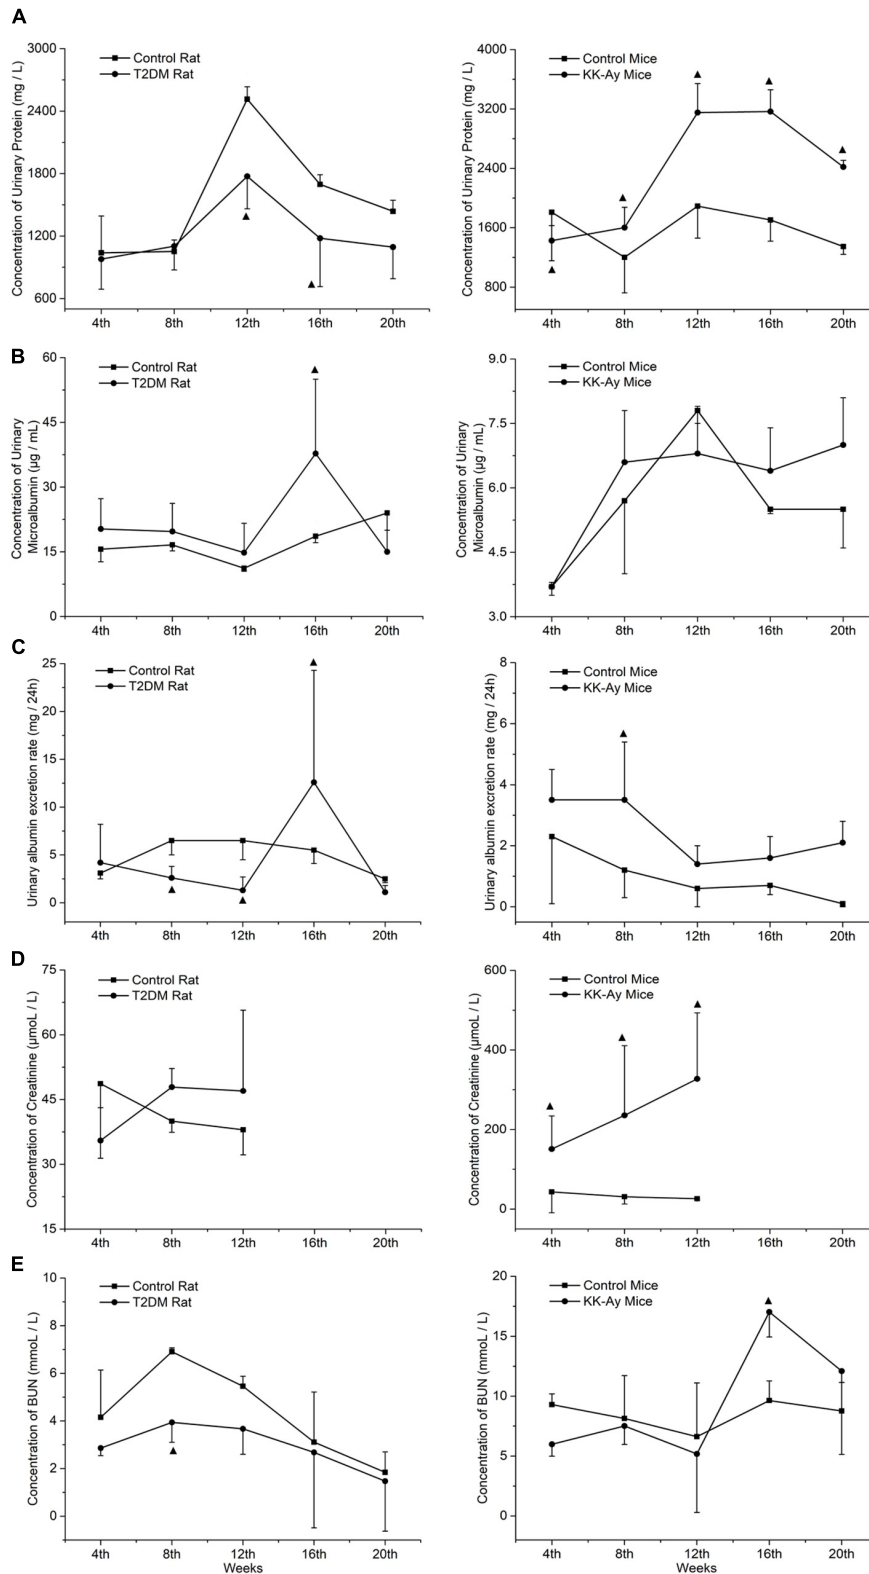 A
Concentration of Urinary Protein (mg / L)
3000
2400
1800
1200
600
Control Rat
T2DM Rat
4th 8th 12th 16th 20th
Concentration of Urinary Protein (mg / L)
4000
3200
2400
1600
800
Control Mice
KK-Ay Mice
4th 8th 12th 16th 20th
B
Concentration of Urinary
Microalbumin (μg / mL)
60
45
30
15
0
Control Rat
T2DM Rat
4th 8th 12th 16th 20th
Concentration of Urinary
Microalbumin (μg / mL)
9.0
7.5
6.0
4.5
3.0
Control Mice
KK-Ay Mice
4th 8th 12th 16th 20th
C
Urinary albumin excretion rate (mg / 24h)
25
20
15
10
5
0
Control Rat
T2DM Rat
4th 8th 12th 16th 20th
Urinary albumin excretion rate (mg / 24h)
8
6
4
2
0
Control Mice
KK-Ay Mice
4th 8th 12th 16th 20th
D
Concentration of Creatinine (μmoL / L)
75
60
45
30
15
Control Rat
T2DM Rat
4th 8th 12th 16th 20th
Concentration of Creatinine (μmoL / L)
600
400
200
0
Control Mice
KK-Ay Mice
4th 8th 12th 16th 20th
E
Concentration of BUN (mmoL / L)
10
8
6
4
2
0
Control Rat
T2DM Rat
4th 8th 12th 16th 20th
Weeks
Concentration of BUN (mmoL / L)
20
15
10
5
0
Control Mice
KK-Ay Mice
4th 8th 12th 16th 20th
Weeks